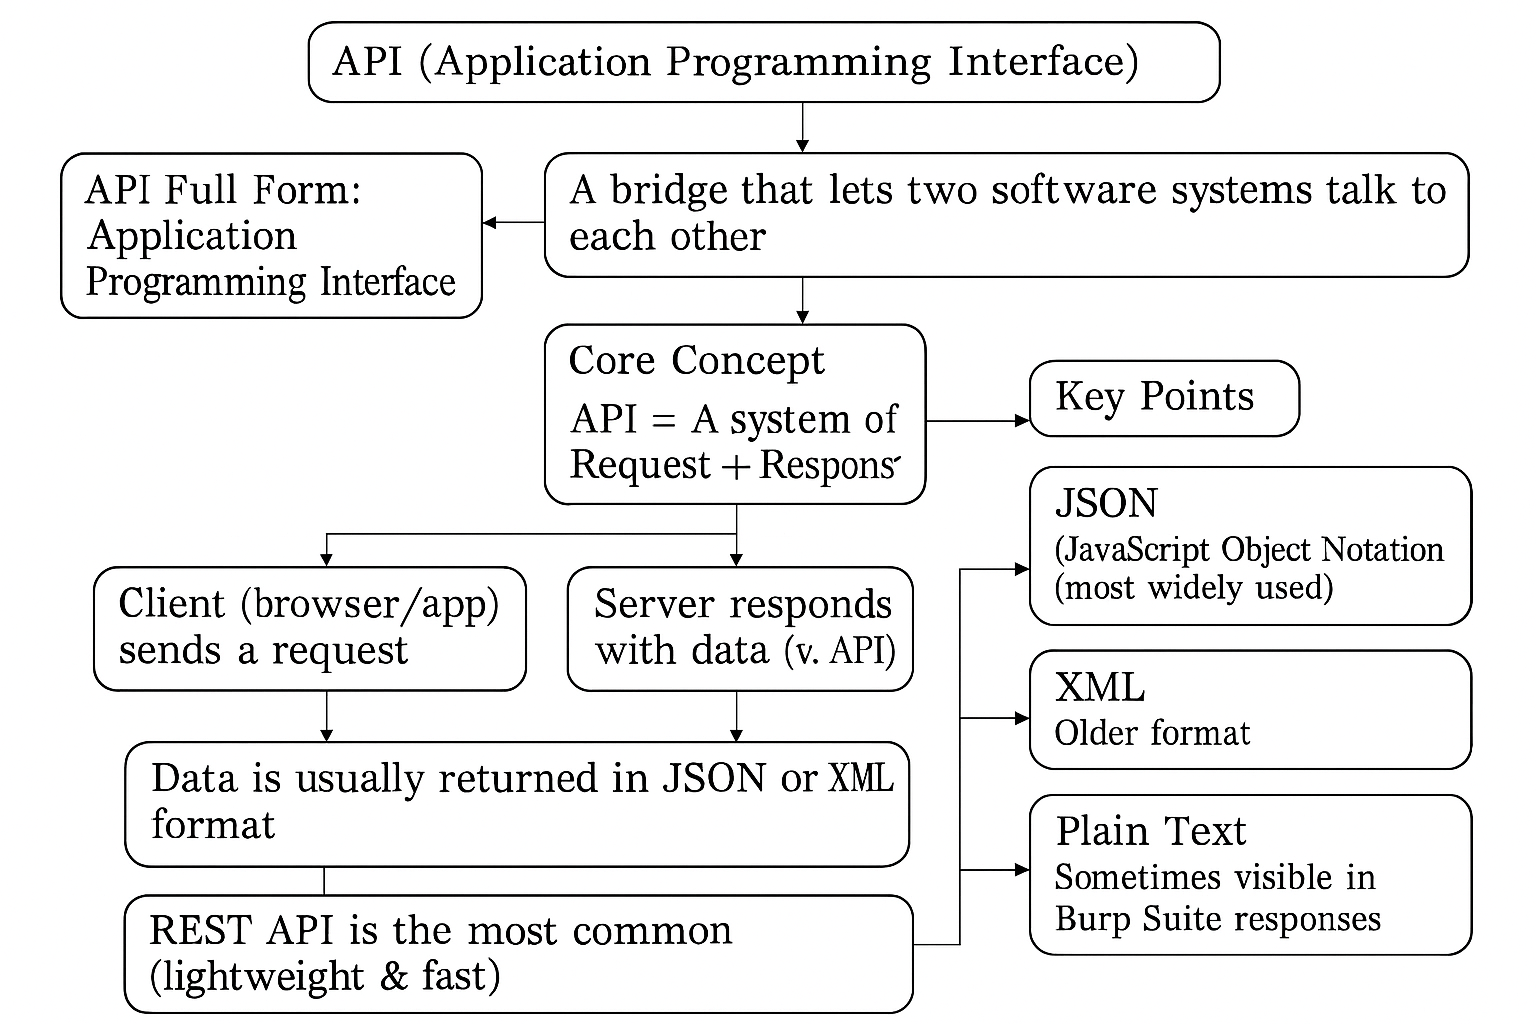 API (Application Programming Interface)
API Full Form:
Application
Programming Interface
A bridge that lets two software systems talk to
each other
Core Concept
API = A system of
Request + Respons
Key Points
Client (browser/app)
sends a request
Server responds
with data (v. API)
Data is usually returned in JSON or XML
format
REST API is the most common
(lightweight & fast)
JSON
(JavaScript Object Notation
(most widely used)
XML
Older format
Plain Text
Sometimes visible in
Burp Suite responses